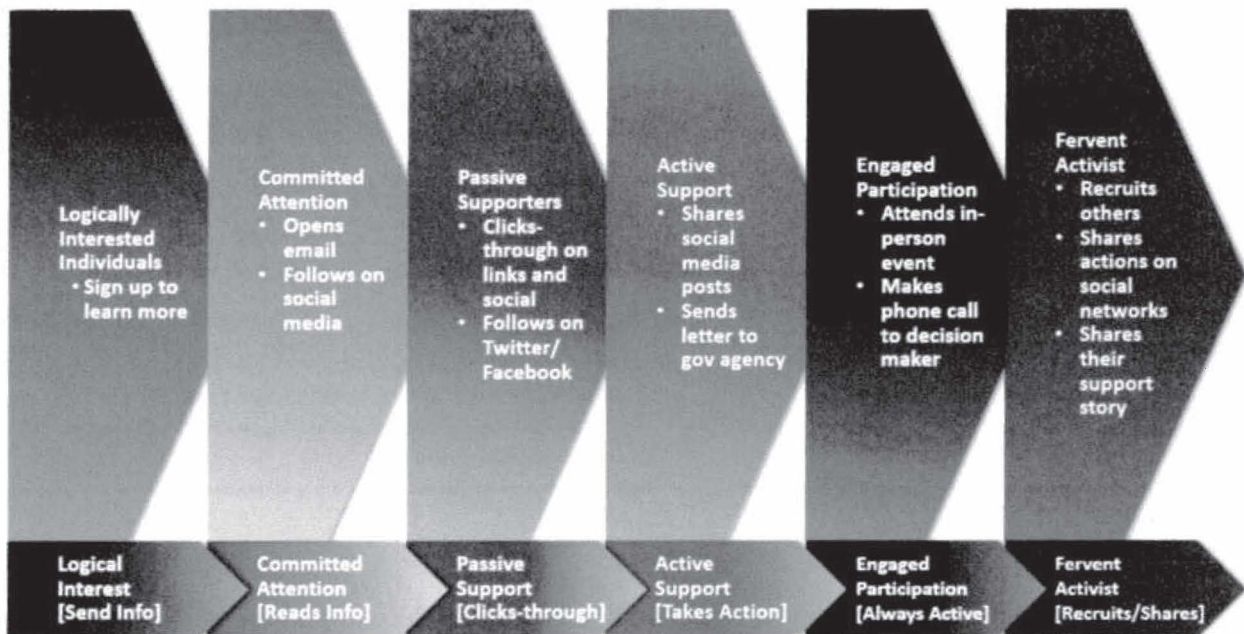 Logically
Interested
Individuals
• Sign up to
learn more
Committed
Attention
• Opens
email
• Follows on
social
media
Passive
Supporters
• Clicks-
through on
links and
social
• Follows on
Twitter/
Facebook
Active
Support
• Shares
social
media
posts
• Sends
letter to
gov agency
Engaged
Participation
• Attends in-
person
event
• Makes
phone call
to decision
maker
Fervent
Activist
• Recruits
others
• Shares
actions on
social
networks
• Shares
their
support
story
Logical
Interest
[Send Info]
Committed
Attention
[Reads Info]
Passive
Support
[Clicks-through]
Active
Support
[Takes Action]
Engaged
Participation
[Always Active]
Fervent
Activist
[Recruits/Shares]